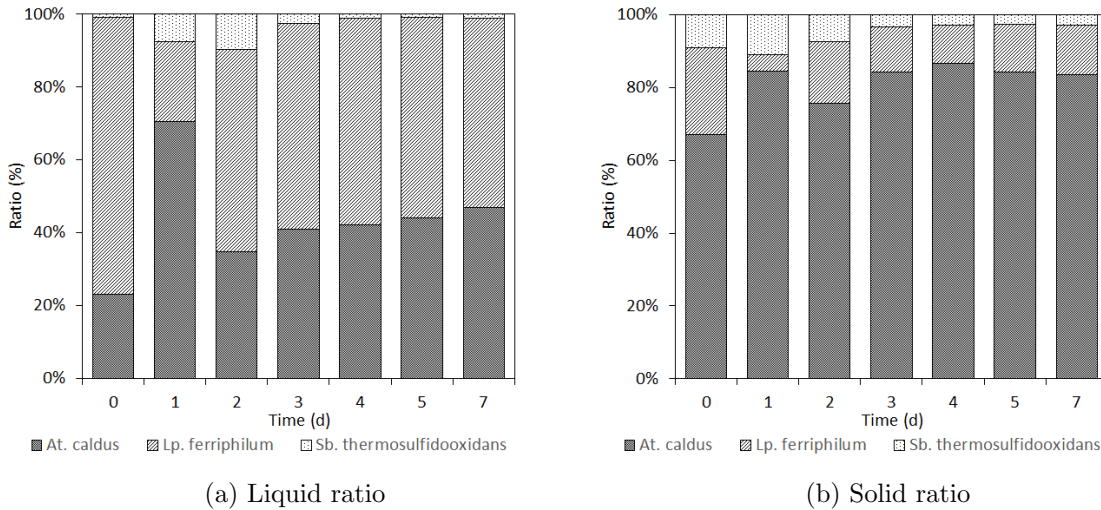 100%
80%
60%
40%
20%
0%
Ratio (%)
0 1 2 3 4 5 7
Time (d)
At. caldus Lp. ferriphilum Sb. thermosulfidooxidans
(a) Liquid ratio
100%
80%
60%
40%
20%
0%
Ratio (%)
0 1 2 3 4 5 7
Time (d)
At. caldus Lp. ferriphilum Sb. thermosulfidooxidans
(b) Solid ratio